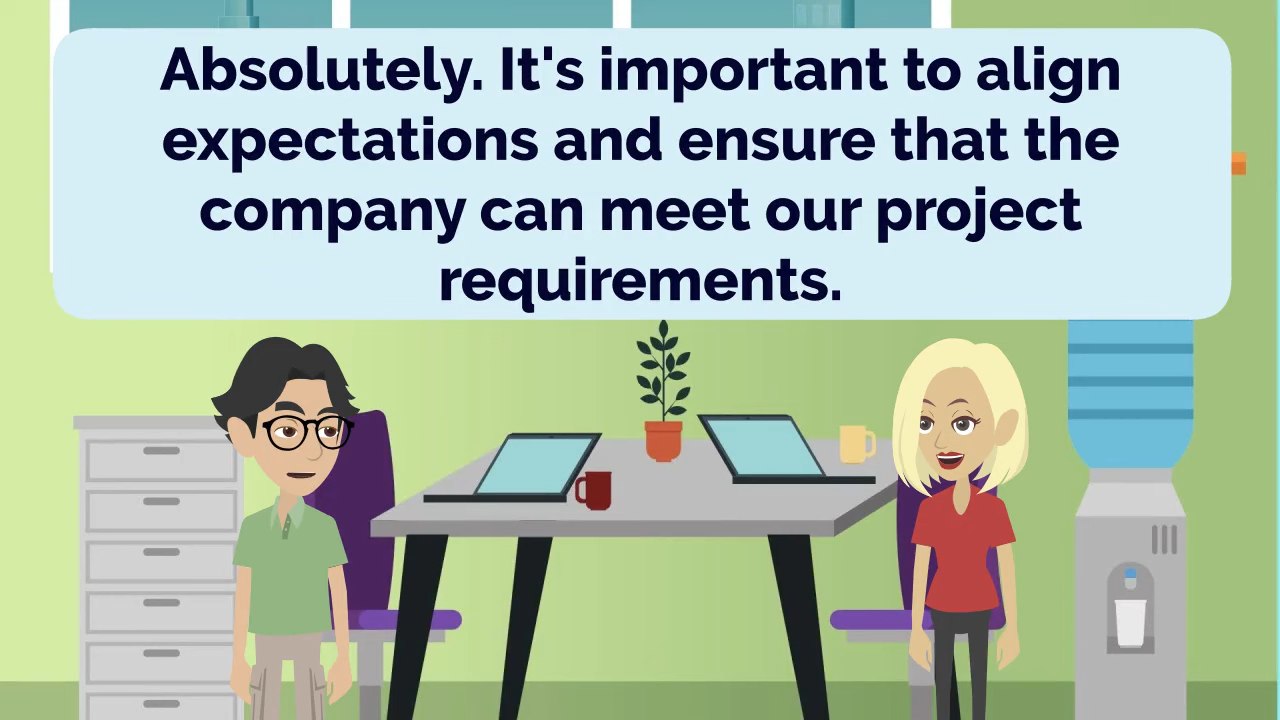 Absolutely. It's important to align
expectations and ensure that the
company can meet our project
requirements.